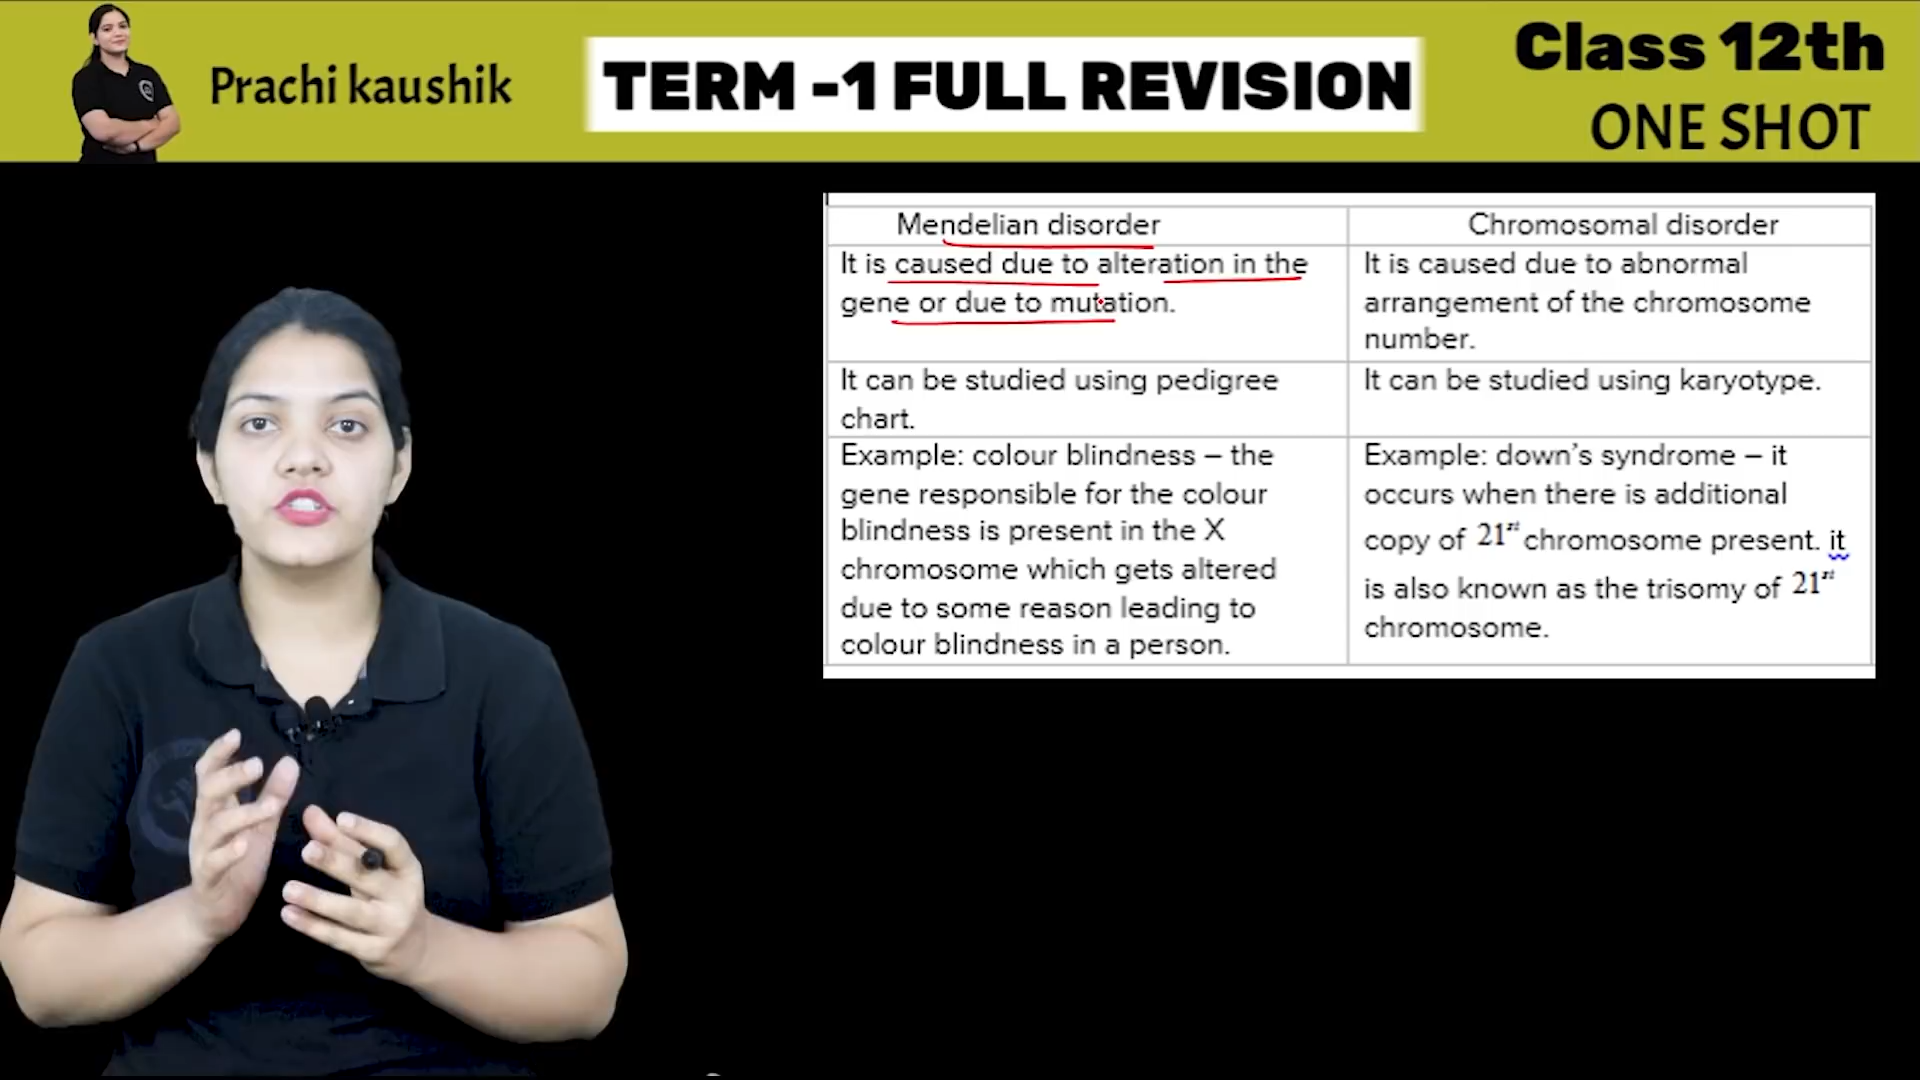 Prachi kaushik
TERM -1 FULL REVISION
Class 12th
ONE SHOT
Mendelian disorder
Chromosomal disorder
It is caused due to alteration in the
gene or due to mutation.
It is caused due to abnormal
arrangement of the chromosome
number.
It can be studied using pedigree
chart.
It can be studied using karyotype.
Example: colour blindness – the
gene responsible for the colour
blindness is present in the X
chromosome which gets altered
due to some reason leading to
colour blindness in a person.
Example: down's syndrome – it
occurs when there is additional
copy of 21st chromosome present. it
is also known as the trisomy of 21st
chromosome.